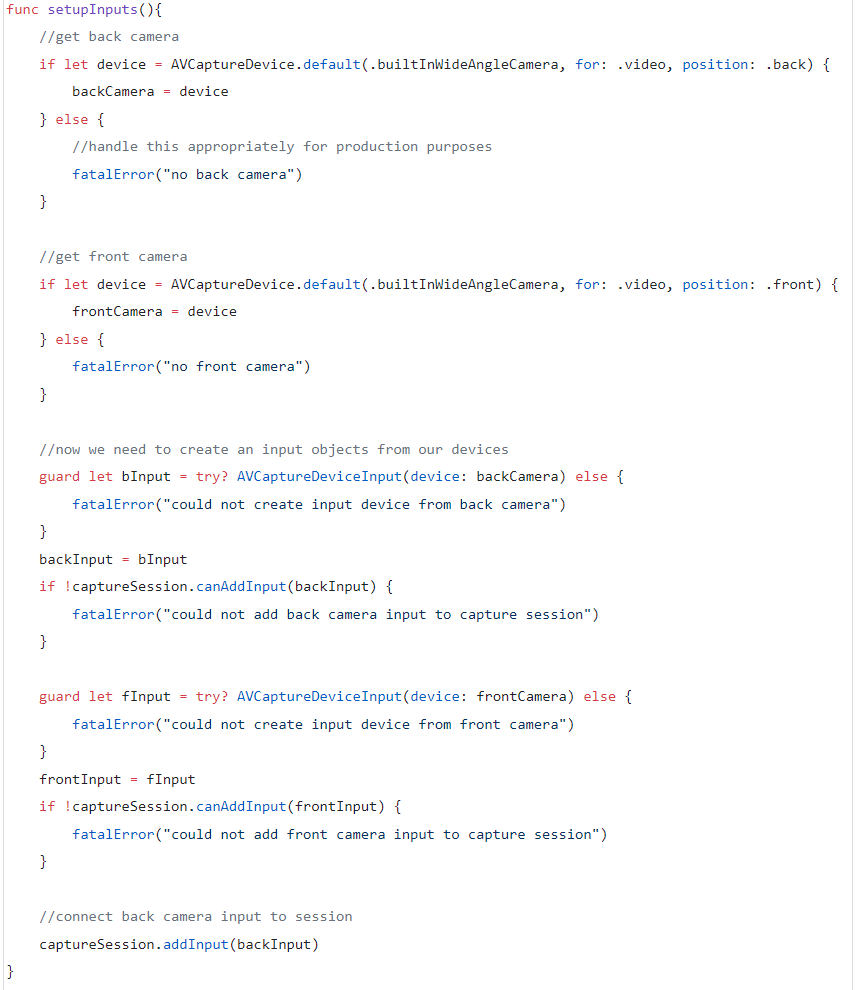 func setupInputs(){
    //get back camera
    if let device = AVCaptureDevice.default(.builtInWideAngleCamera, for: .video, position: .back) {
        backCamera = device
    } else {
        //handle this appropriately for production purposes
        fatalError("no back camera")
    }

    //get front camera
    if let device = AVCaptureDevice.default(.builtInWideAngleCamera, for: .video, position: .front) {
        frontCamera = device
    } else {
        fatalError("no front camera")
    }

    //now we need to create an input objects from our devices
    guard let bInput = try? AVCaptureDeviceInput(device: backCamera) else {
        fatalError("could not create input device from back camera")
    }
    backInput = bInput
    if !captureSession.canAddInput(backInput) {
        fatalError("could not add back camera input to capture session")
    }

    guard let fInput = try? AVCaptureDeviceInput(device: frontCamera) else {
        fatalError("could not create input device from front camera")
    }
    frontInput = fInput
    if !captureSession.canAddInput(frontInput) {
        fatalError("could not add front camera input to capture session")
    }

    //connect back camera input to session
    captureSession.addInput(backInput)
}